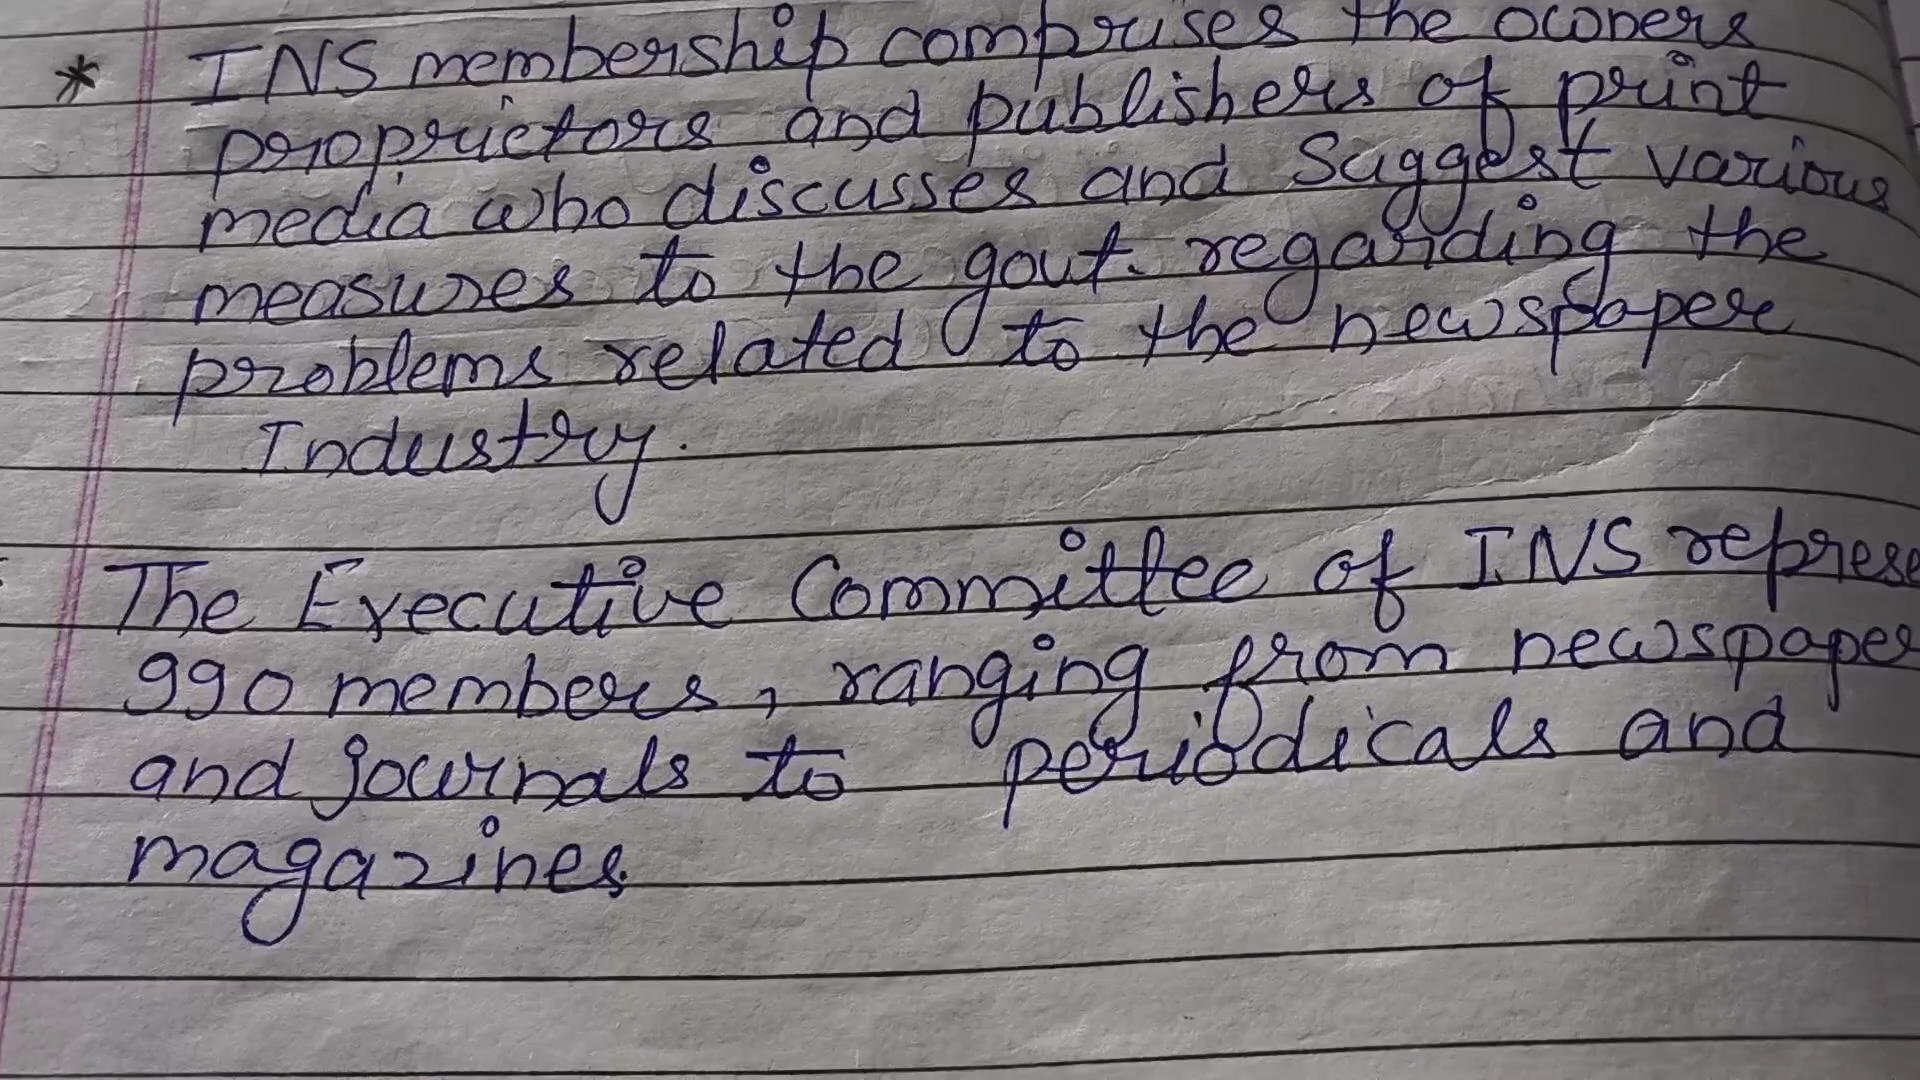 * INS membership comprises the owners
proprietors and publishers of print
media who discusses and Suggest various
measures to the govt. regarding the
problems related to the newspaper
Industry.
The Executive Committee of INS represe
990 members, ranging from newspaper
and journals to periodicals and
magazines.